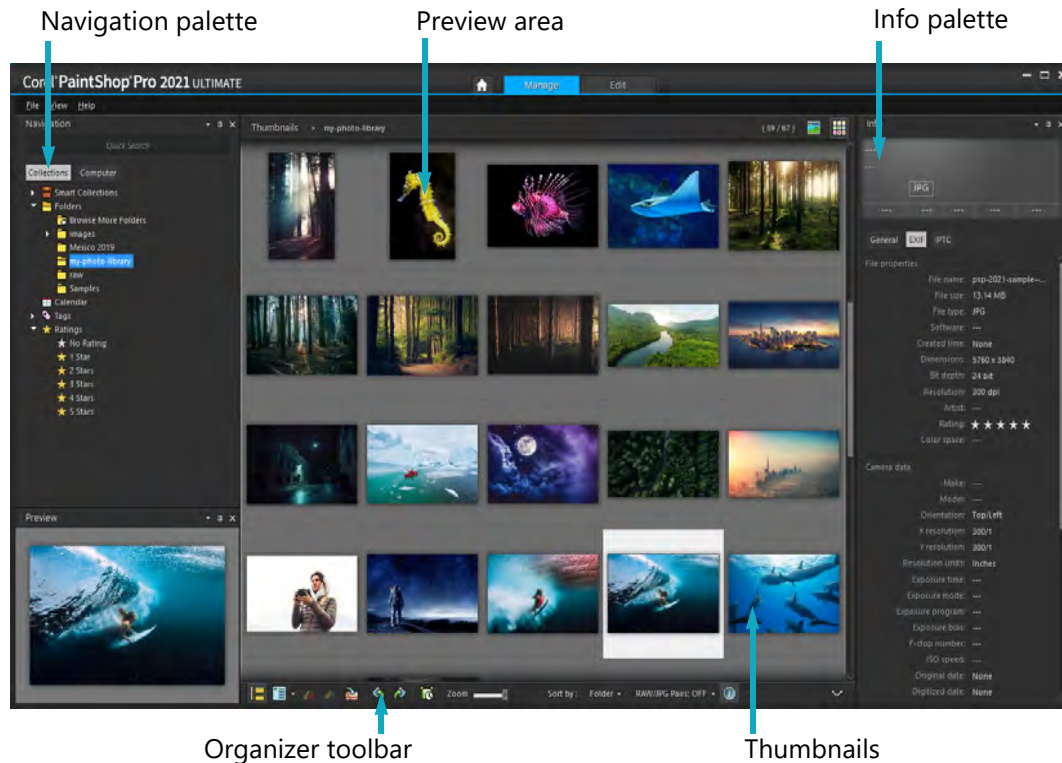 Navigation palette
Preview area
Info palette
Corel PaintShop Pro 2021 ULTIMATE
Manage
Edit
File View Help
Navigation
Quick Search
Collections Computer
Smart Collections
Folders
Browse More Folders
images
Mexico 2019
my-photo-library
raw
Samples
Calendar
Tags
Ratings
No Rating
1 Star
2 Stars
3 Stars
4 Stars
5 Stars
Preview
Thumbnails > my-photo-library
Zoom
Sort by : Folder
RAW/JPG Pairs: OFF
Info
JPG
General EXIF IPTC
File properties
File name: psp-2021-sample--...
File size: 13.14 MB
File type: JPG
Software: ---
Created time: None
Dimensions: 5760 x 3840
Bit depth: 24 bit
Resolution: 300 dpi
Artist: ---
Rating: ★ ★ ★ ★ ★
Color space: ---
Camera data
Make: ---
Model: ---
Orientation: Top/Left
X resolution: 300/1
Y resolution: 300/1
Resolution units: Inches
Exposure time: ---
Exposure mode: ---
Exposure program: ---
Exposure bias: ---
F-stop number: ---
ISO speed: ---
Original date: None
Digitized date: None
Organizer toolbar
Thumbnails